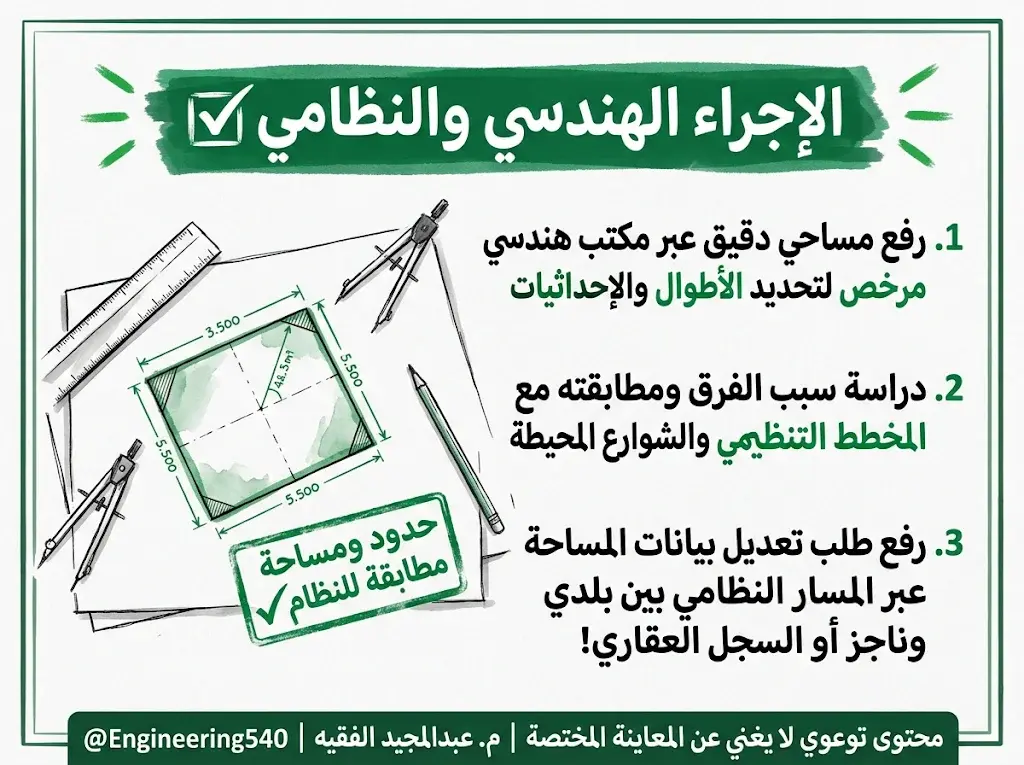 الإجراء الهندسي والنظامي ☑
1. رفع مساحي دقيق عبر مكتب هندسي
مرخص لتحديد الأطوال والإحداثيات
2. دراسة سبب الفرق ومطابقته مع
المخطط التنظيمي والشوارع المحيطة
3. رفع طلب تعديل بيانات المساحة
عبر المسار النظامي بين بلدي
وناجز أو السجل العقاري!
3.500
5.500
5.500
5.500
حدود ومساحة
مطابقة للنظام ✓
محتوى توعوي لا يغني عن المعاينة المختصة | م. عبدالمجيد الفقيه | @Engineering540